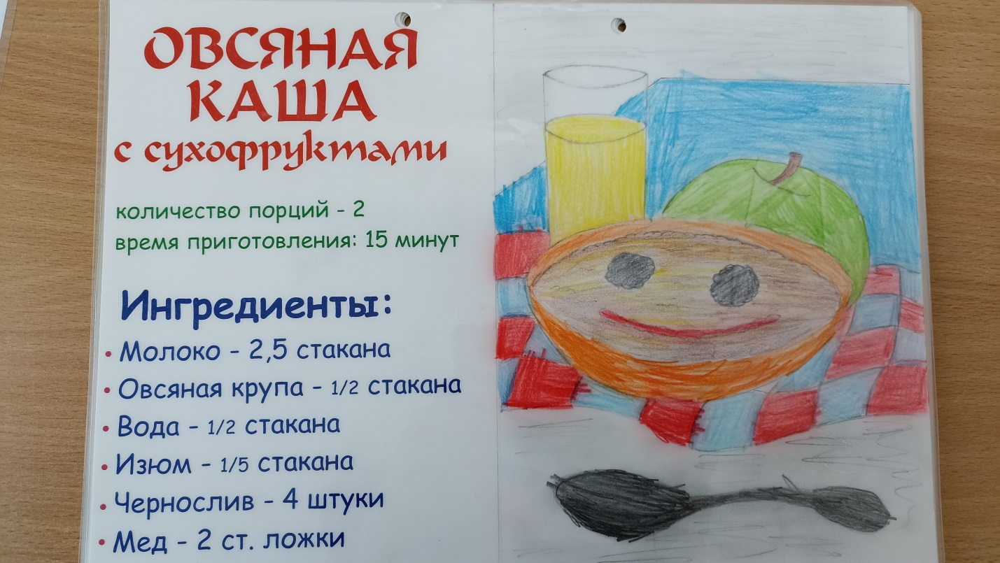 ОВСЯНАЯ
КАША
с сухофруктами
количество порций - 2
время приготовления: 15 минут
Ингредиенты:
• Молоко - 2,5 стакана
• Овсяная крупа - 1/2 стакана
• Вода - 1/2 стакана
• Изюм - 1/5 стакана
• Чернослив - 4 штуки
• Мед - 2 ст. ложки